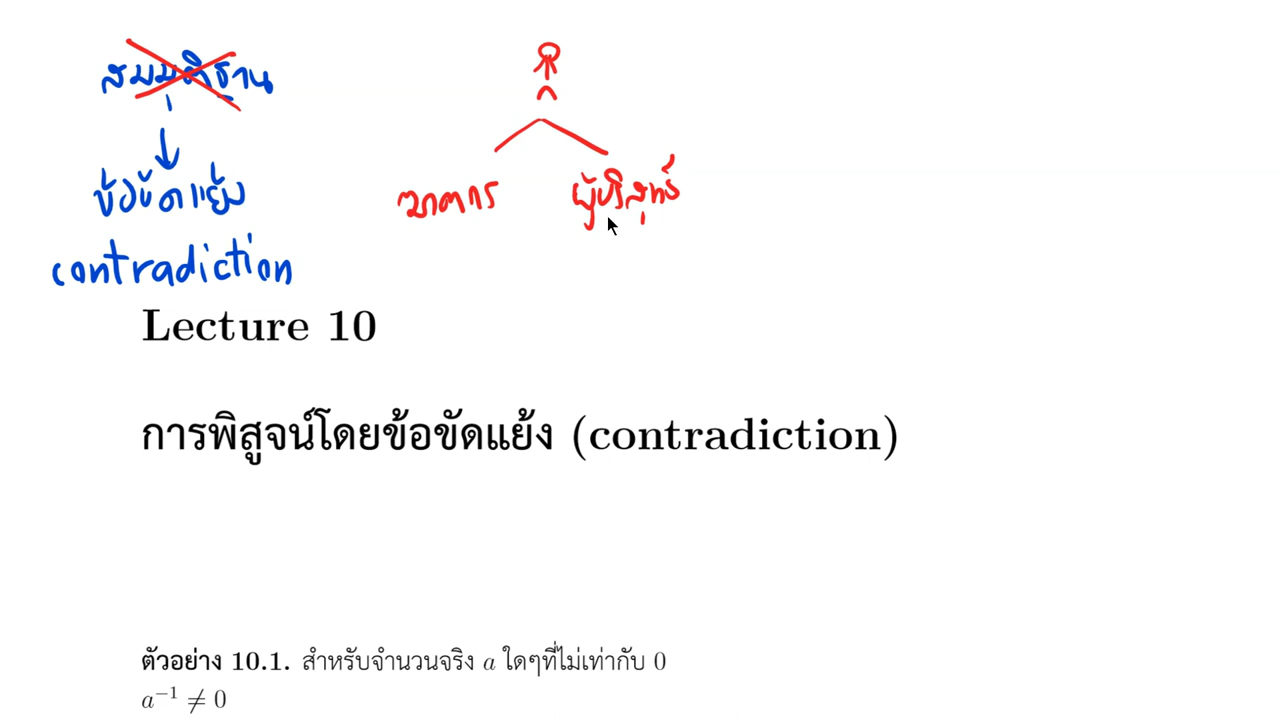 สมมุติฐาน
ข้อขัดแย้ง
contradiction
ฆาตกร
ผู้บริสุทธิ์
Lecture 10
การพิสูจน์โดยข้อขัดแย้ง (contradiction)
ตัวอย่าง 10.1. สำหรับจำนวนจริง a ใดๆที่ไม่เท่ากับ 0
a⁻¹ ≠ 0